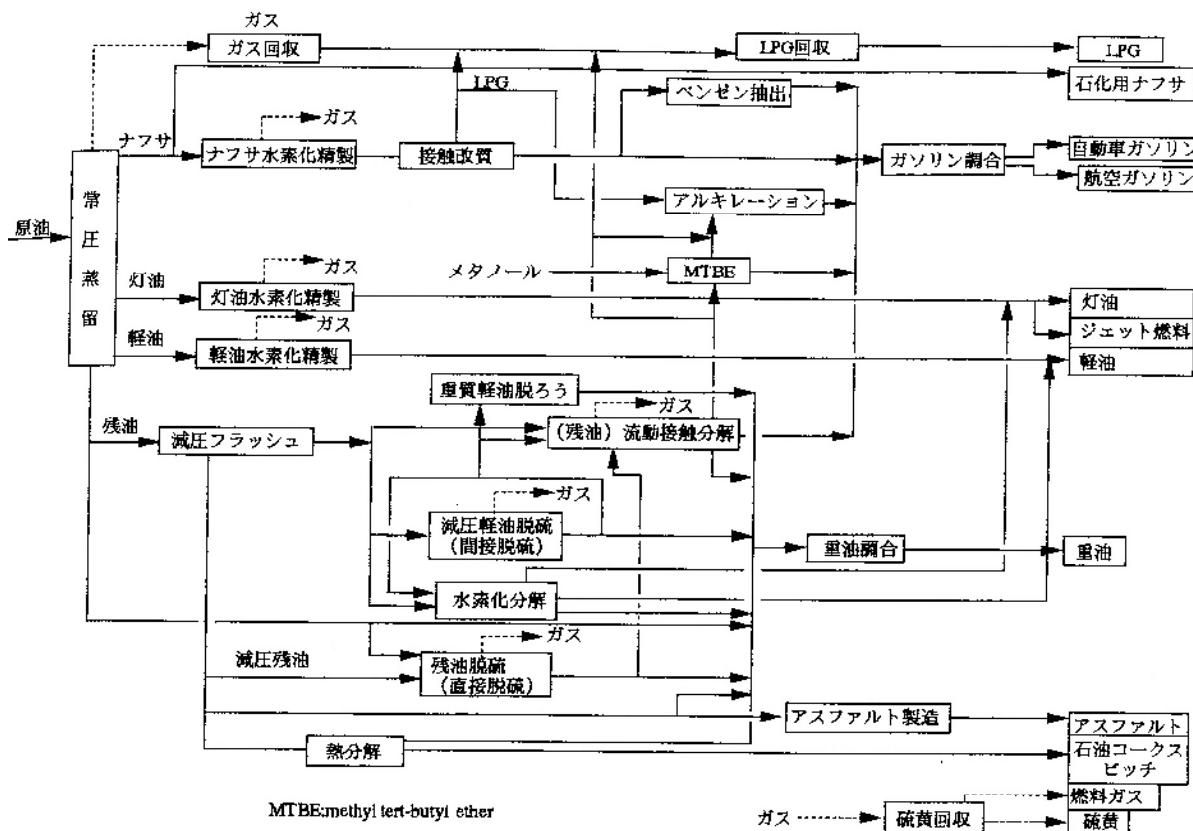 ガス
ガス回収
LPG回収
LPG
LPG
石化用ナフサ
ベンゼン抽出
ガス
ナフサ
ナフサ水素化精製
接触改質
ガソリン調合
自動車ガソリン
航空ガソリン
常圧蒸留
アルキレーション
原油
ガス
メタノール
MTBE
灯油
灯油水素化精製
灯油
ガス
ジェット燃料
軽油
軽油水素化精製
軽油
重質軽油脱ろう
ガス
残油
減圧フラッシュ
(残油)流動接触分解
ガス
減圧軽油脱硫
(間接脱硫)
重油調合
重油
水素化分解
ガス
減圧残油
残油脱硫
(直接脱硫)
アスファルト製造
アスファルト
熱分解
石油コークス
ピッチ
MTBE:methyl tert-butyl ether
燃料ガス
ガス
硫黄回収
硫黄